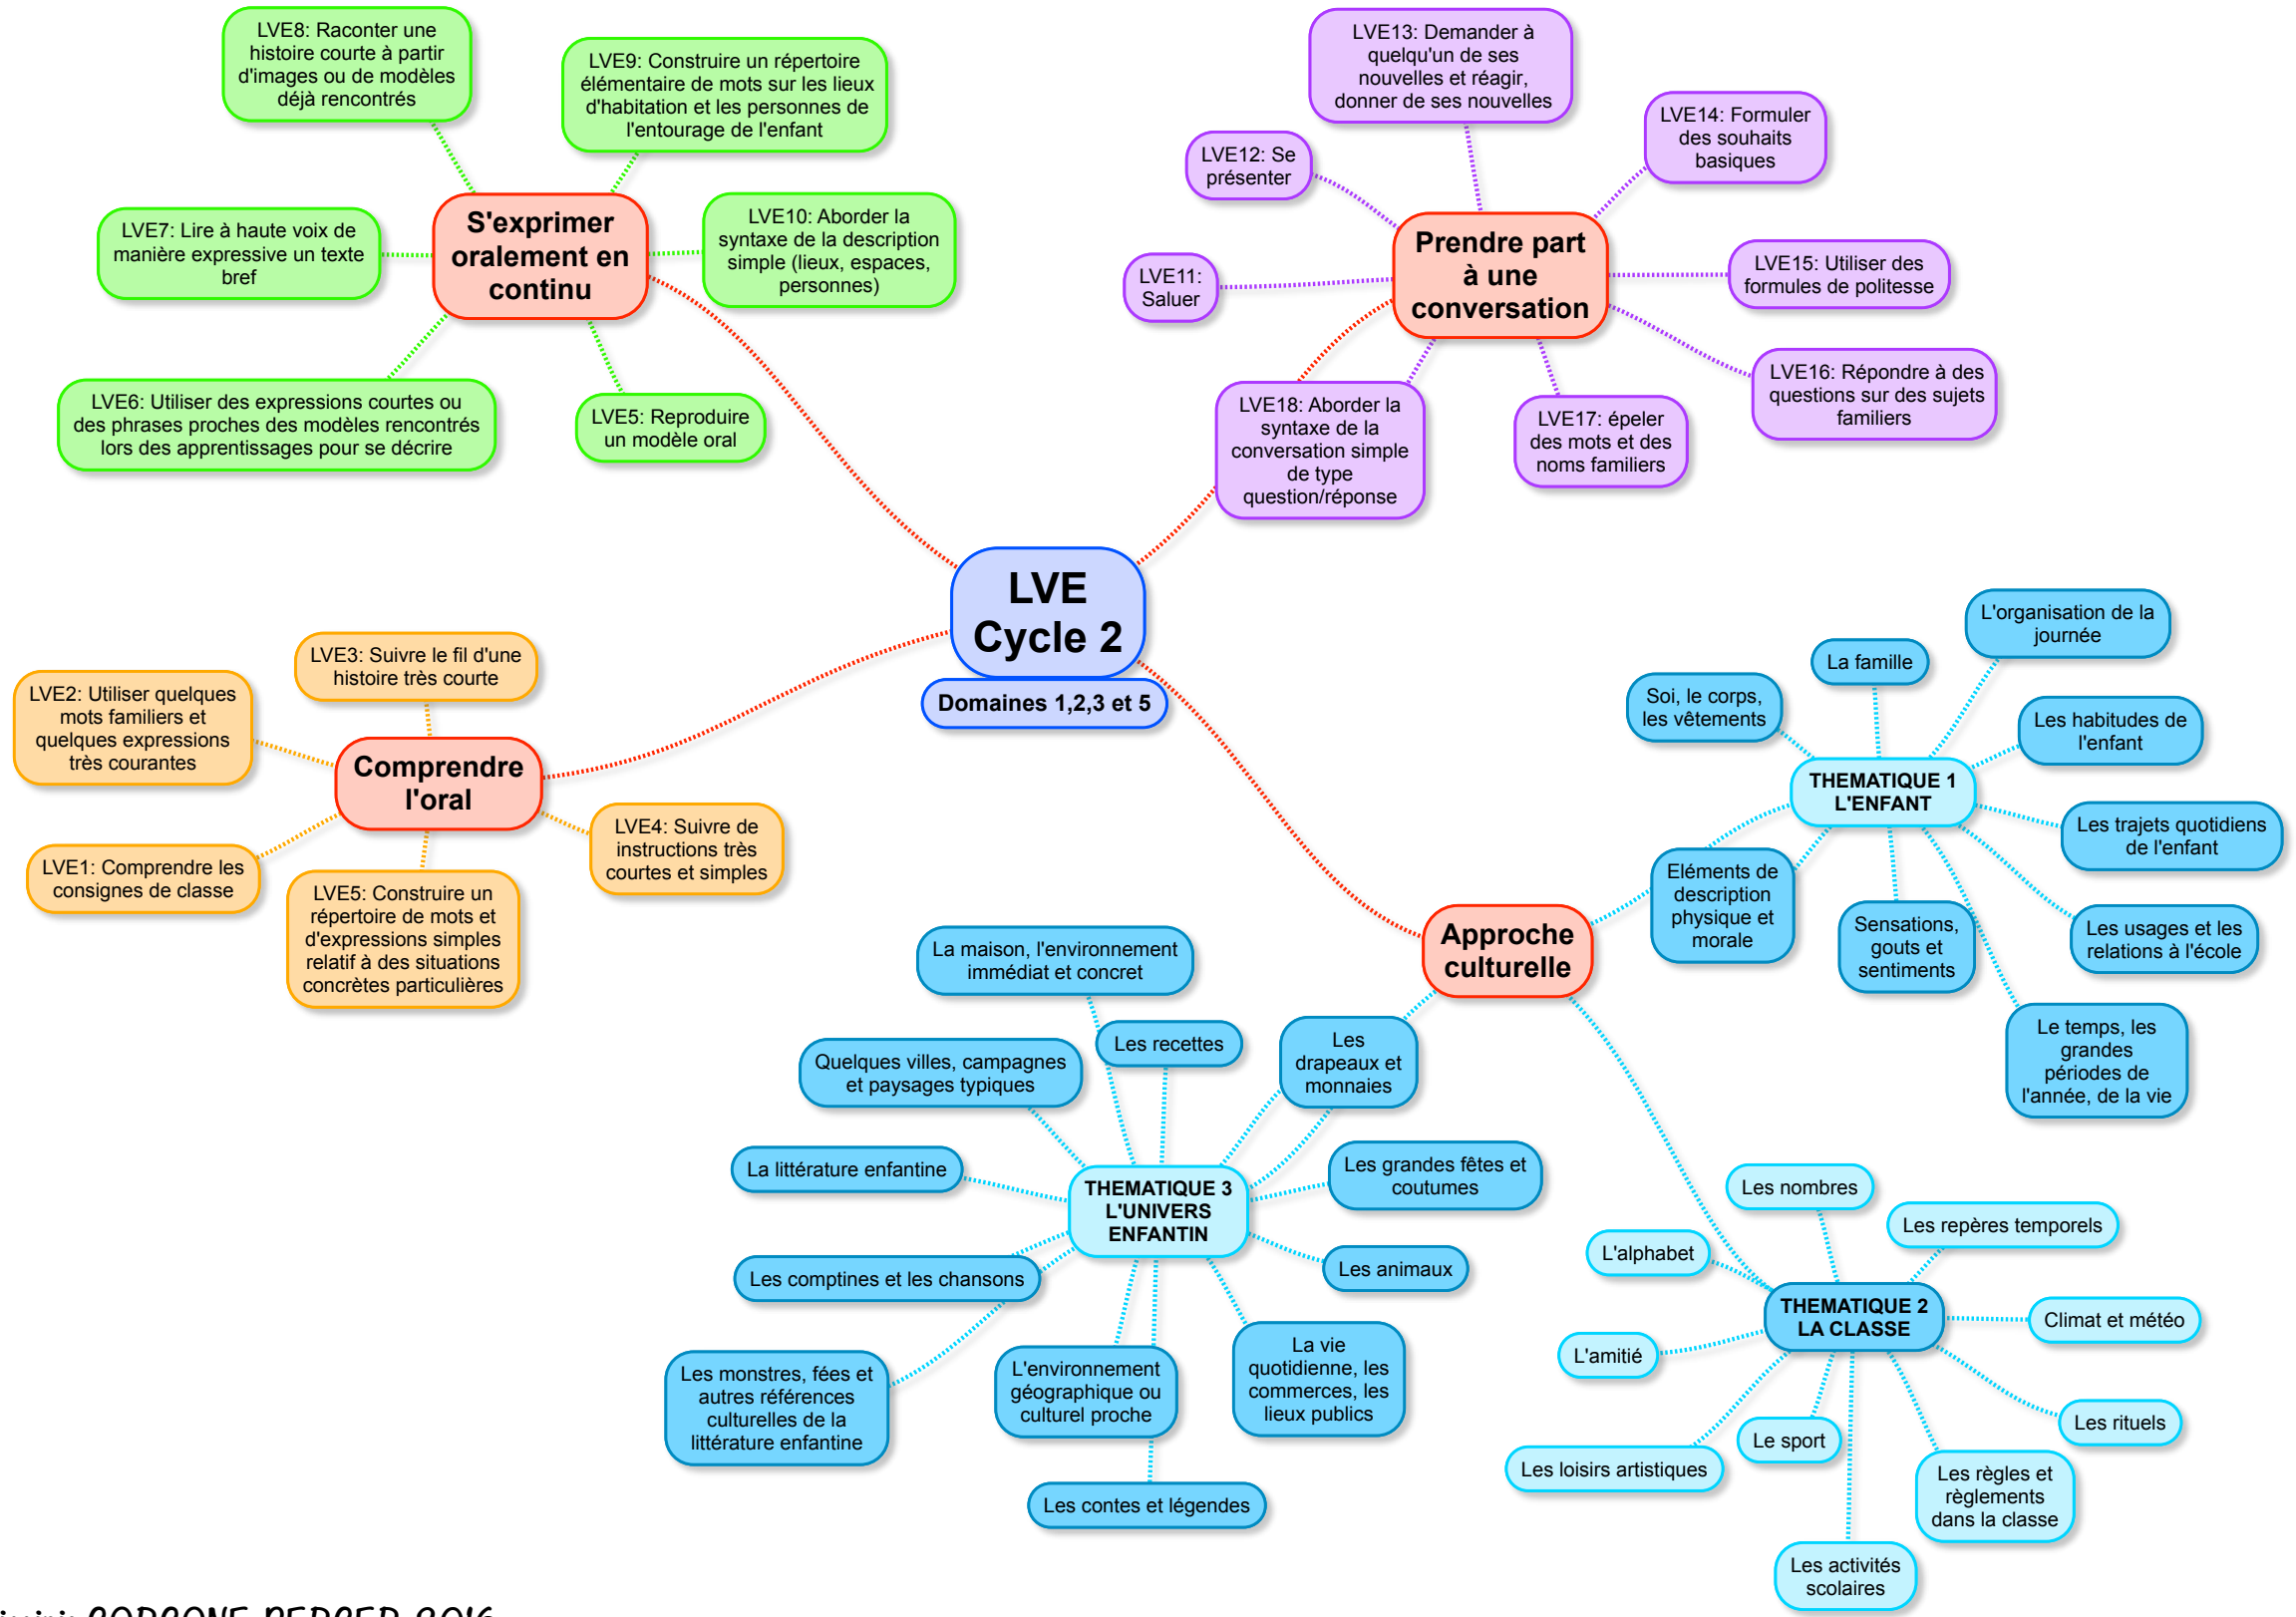 LVE
Cycle 2
Domaines 1,2,3 et 5
S'exprimer
oralement en
continu
LVE8: Raconter une
histoire courte à partir
d'images ou de modèles
déjà rencontrés
LVE9: Construire un répertoire
élémentaire de mots sur les lieux
d'habitation et les personnes de
l'entourage de l'enfant
LVE7: Lire à haute voix de
manière expressive un texte
bref
LVE10: Aborder la
syntaxe de la description
simple (lieux, espaces,
personnes)
LVE6: Utiliser des expressions courtes ou
des phrases proches des modèles rencontrés
lors des apprentissages pour se décrire
LVE5: Reproduire
un modèle oral
Prendre part
à une
conversation
LVE13: Demander à
quelqu'un de ses
nouvelles et réagir,
donner de ses nouvelles
LVE14: Formuler
des souhaits
basiques
LVE12: Se
présenter
LVE11:
Saluer
LVE15: Utiliser des
formules de politesse
LVE16: Répondre à des
questions sur des sujets
familiers
LVE17: épeler
des mots et des
noms familiers
LVE18: Aborder la
syntaxe de la
conversation simple
de type
question/réponse
Comprendre
l'oral
LVE3: Suivre le fil d'une
histoire très courte
LVE2: Utiliser quelques
mots familiers et
quelques expressions
très courantes
LVE1: Comprendre les
consignes de classe
LVE5: Construire un
répertoire de mots et
d'expressions simples
relatif à des situations
concrètes particulières
LVE4: Suivre de
instructions très
courtes et simples
Approche
culturelle
THEMATIQUE 1
L'ENFANT
L'organisation de la
journée
La famille
Soi, le corps,
les vêtements
Les habitudes de
l'enfant
Les trajets quotidiens
de l'enfant
Les usages et les
relations à l'école
Eléments de
description
physique et
morale
Sensations,
gouts et
sentiments
Le temps, les
grandes
périodes de
l'année, de la vie
THEMATIQUE 3
L'UNIVERS
ENFANTIN
La maison, l'environnement
immédiat et concret
Les recettes
Les
drapeaux et
monnaies
Quelques villes, campagnes
et paysages typiques
La littérature enfantine
Les grandes fêtes et
coutumes
Les comptines et les chansons
Les animaux
Les monstres, fées et
autres références
culturelles de la
littérature enfantine
L'environnement
géographique ou
culturel proche
La vie
quotidienne, les
commerces, les
lieux publics
Les contes et légendes
THEMATIQUE 2
LA CLASSE
Les nombres
Les repères temporels
L'alphabet
Climat et météo
L'amitié
Les rituels
Le sport
Les loisirs artistiques
Les règles et
règlements
dans la classe
Les activités
scolaires
CORCONE BERGER 2016